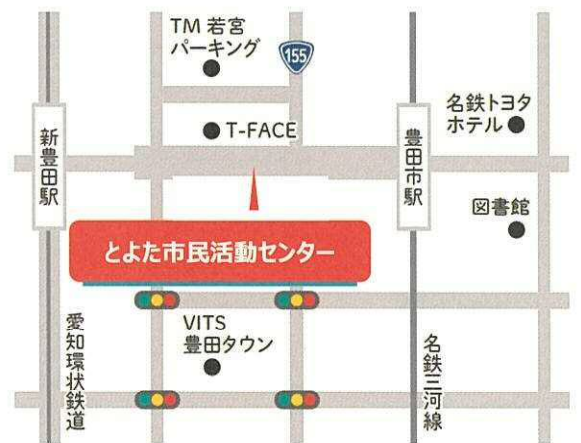 TM 若宮
パーキング
155
名鉄トヨタ
ホテル
T-FACE
新豊田駅
豊田市駅
図書館
とよた市民活動センター
VITS
豊田タウン
愛知環状鉄道
名鉄三河線